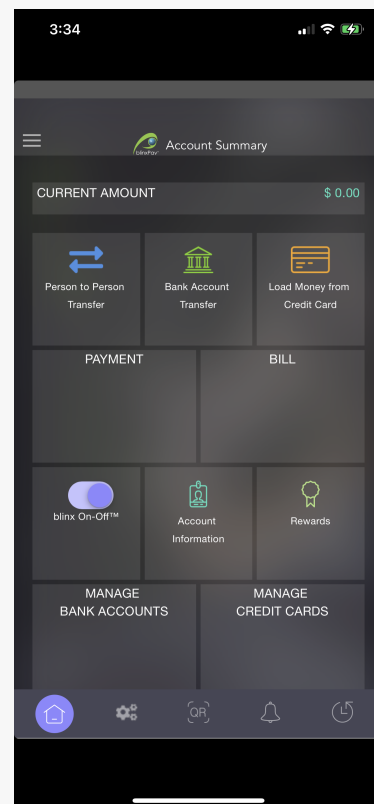 3:34
blinxPay
Account Summary
CURRENT AMOUNT
$ 0.00
Person to Person
Transfer
Bank Account
Transfer
Load Money from
Credit Card
PAYMENT
BILL
blinx On-Off™
Account
Information
Rewards
MANAGE
BANK ACCOUNTS
MANAGE
CREDIT CARDS
QR